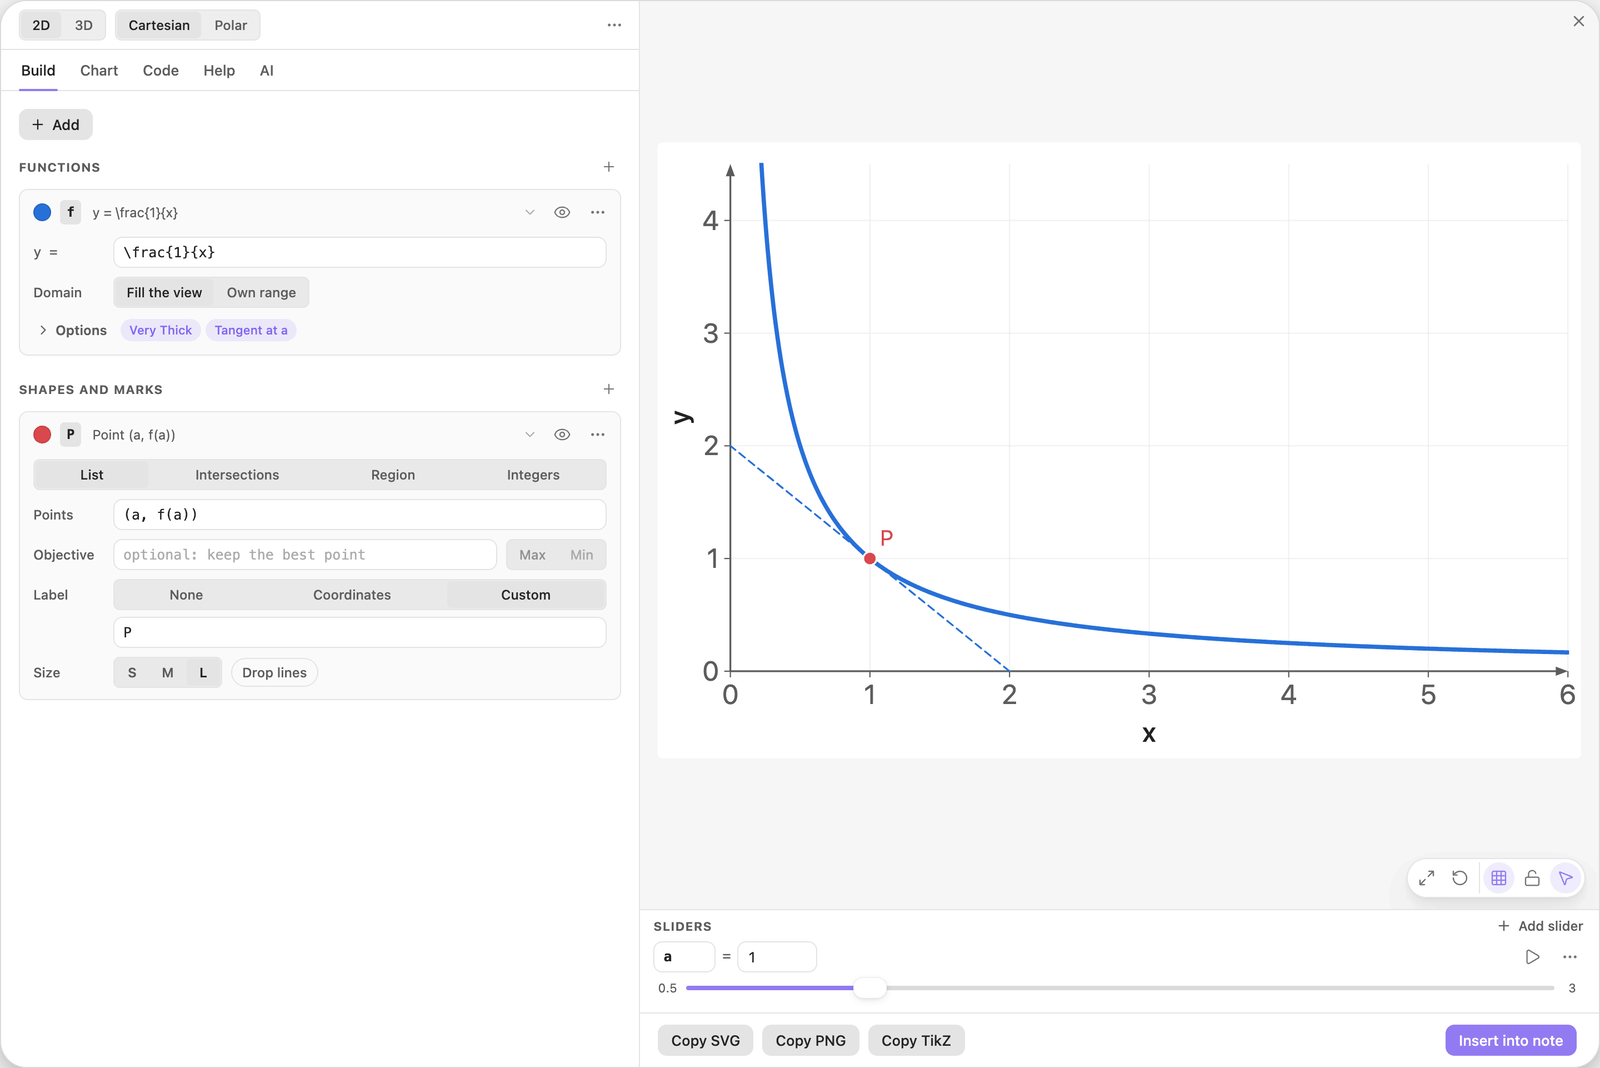 2D 3D Cartesian Polar
Build Chart Code Help AI
+ Add
FUNCTIONS
f y = \frac{1}{x}
y = \frac{1}{x}
Domain Fill the view Own range
Options Very Thick Tangent at a
SHAPES AND MARKS
P Point (a, f(a))
List Intersections Region Integers
Points (a, f(a))
Objective optional: keep the best point Max Min
Label None Coordinates Custom
P
Size S M L Drop lines
4
3
y
2
P
1
0
0 1 2 3 4 5 6
x
SLIDERS + Add slider
a = 1
0.5 3
Copy SVG Copy PNG Copy TikZ Insert into note